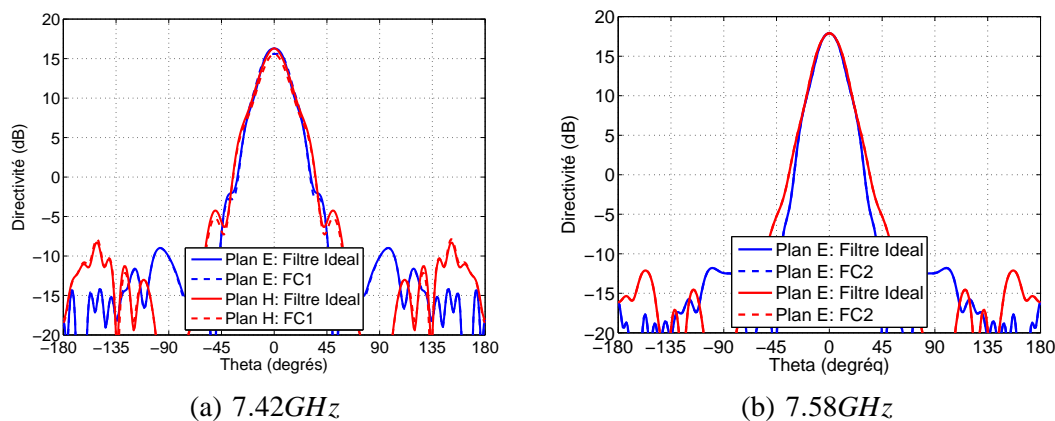 20
15
10
5
0
−5
−10
−15
−20
Directivité (dB)
−180 −135 −90 −45 0 45 90 135 180
Theta (degrés)
Plan E: Filtre Ideal
Plan E: FC1
Plan H: Filtre Ideal
Plan H: FC1
(a) 7.42GHz
20
15
10
5
0
−5
−10
−15
−20
Directivité (dB)
−180 −135 −90 −45 0 45 90 135 180
Theta (degréq)
Plan E: Filtre Ideal
Plan E: FC2
Plan E: Filtre Ideal
Plan E: FC2
(b) 7.58GHz